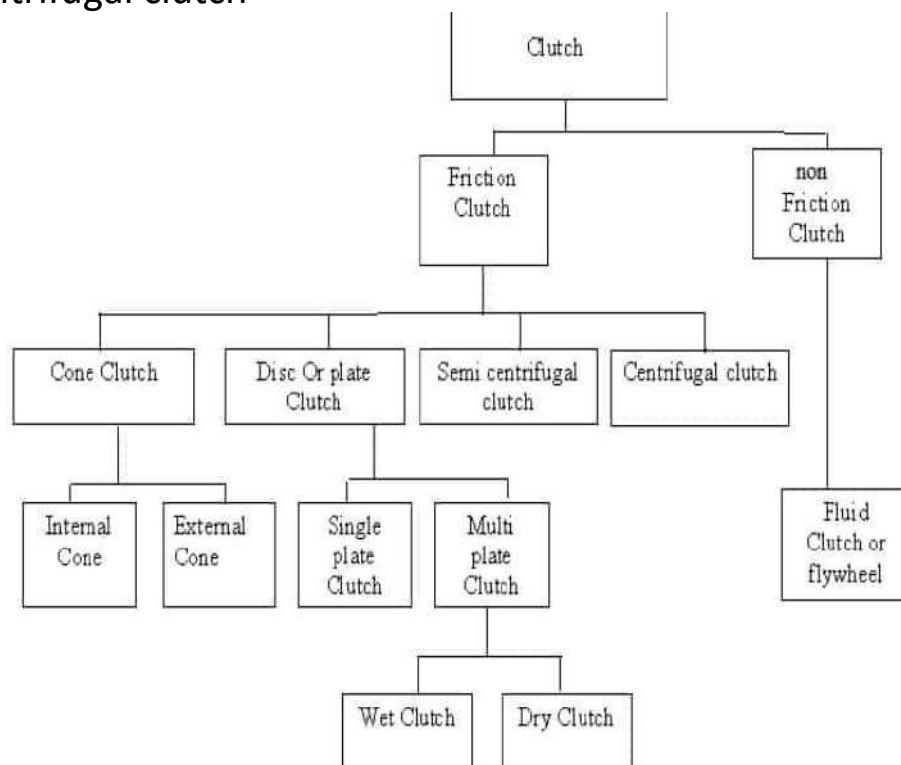 Clutch
Friction
Clutch
non
Friction
Clutch
Cone Clutch
Disc Or plate
Clutch
Semi centrifugal
clutch
Centrifugal clutch
Internal
Cone
External
Cone
Single
plate
Clutch
Multi
plate
Clutch
Fluid
Clutch or
flywheel
Wet Clutch
Dry Clutch